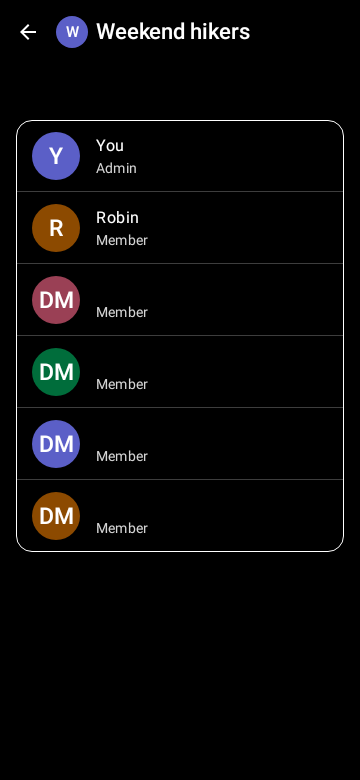 W Weekend hikers
Y
You
Admin
R
Robin
Member
DM
Member
DM
Member
DM
Member
DM
Member